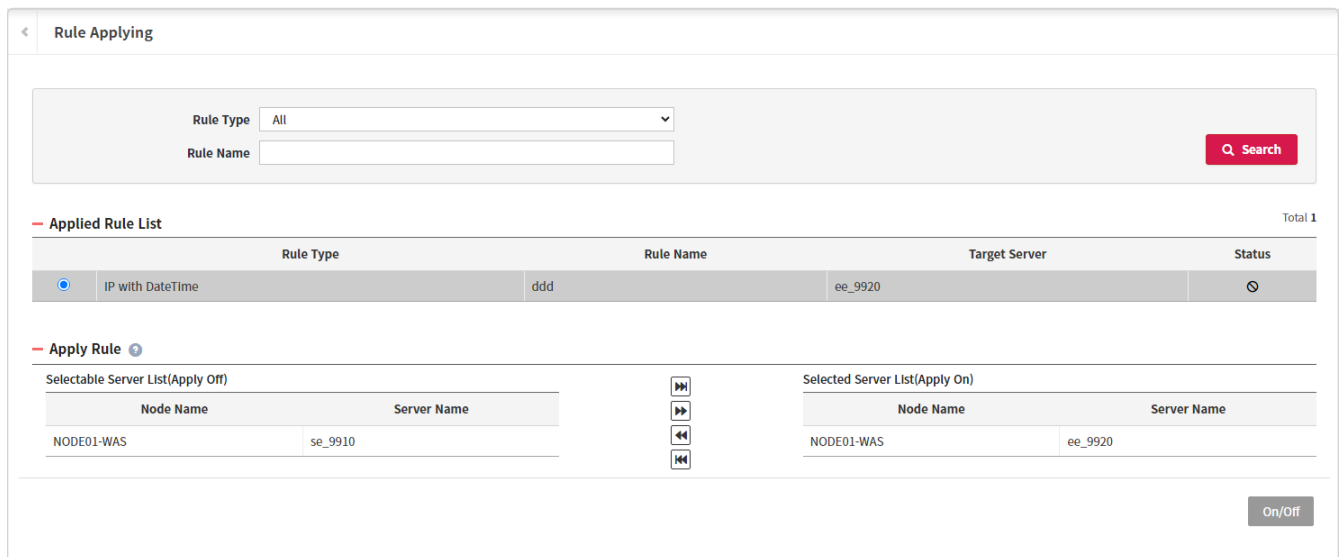 Rule Applying
Rule Type All
Rule Name
Search
Applied Rule List Total 1
Rule Type Rule Name Target Server Status
IP with DateTime ddd ee_9920
Apply Rule
Selectable Server List(Apply Off) Selected Server List(Apply On)
Node Name Server Name Node Name Server Name
NODE01-WAS se_9910 NODE01-WAS ee_9920
On/Off